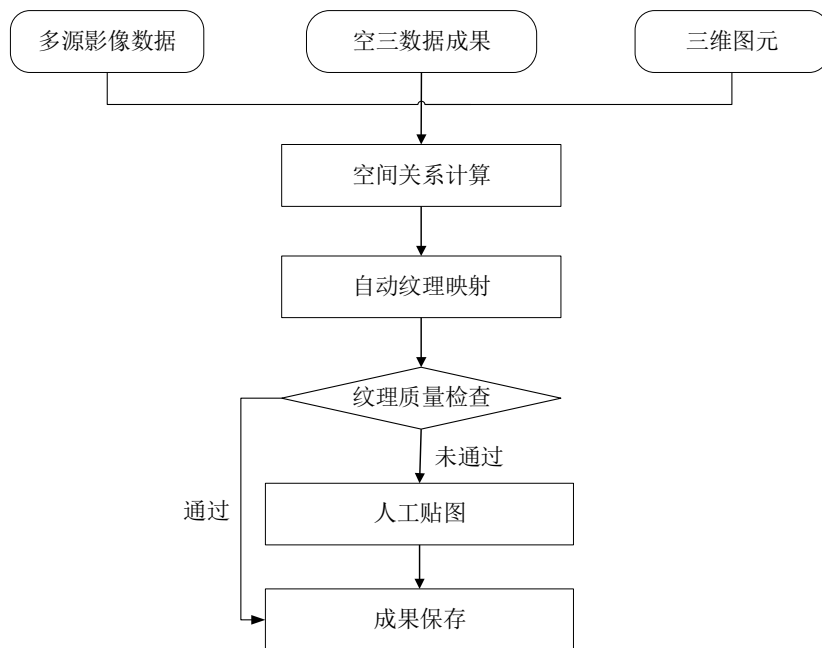 多源影像数据
空三数据成果
三维图元
空间关系计算
自动纹理映射
纹理质量检查
未通过
通过
人工贴图
成果保存